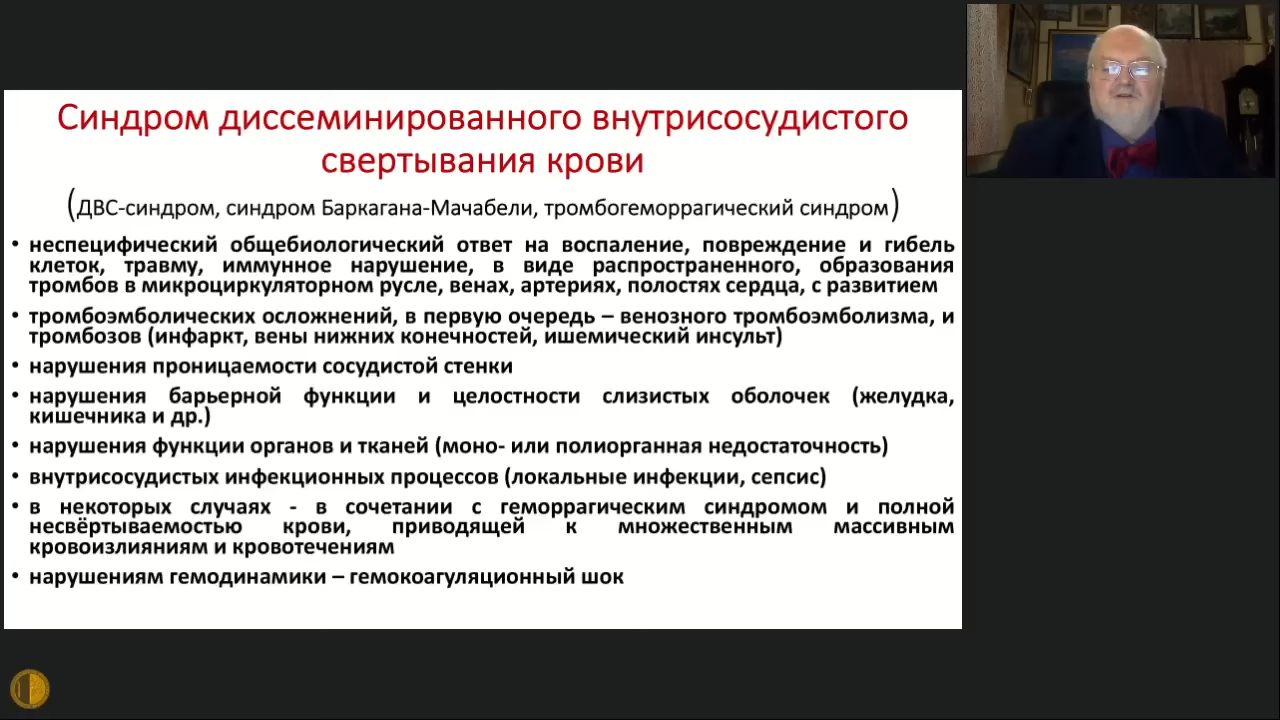 Синдром диссеминированного внутрисосудистого
свертывания крови
(ДВС-синдром, синдром Баркагана-Мачабели, тромбогеморрагический синдром)
• неспецифический общебиологический ответ на воспаление, повреждение и гибель
клеток, травму, иммунное нарушение, в виде распространенного, образования
тромбов в микроциркуляторном русле, венах, артериях, полостях сердца, с развитием
• тромбоэмболических осложнений, в первую очередь – венозного тромбоэмболизма, и
тромбозов (инфаркт, вены нижних конечностей, ишемический инсульт)
• нарушения проницаемости сосудистой стенки
• нарушения барьерной функции и целостности слизистых оболочек (желудка,
кишечника и др.)
• нарушения функции органов и тканей (моно- или полиорганная недостаточность)
• внутрисосудистых инфекционных процессов (локальные инфекции, сепсис)
• в некоторых случаях - в сочетании с геморрагическим синдромом и полной
несвёртываемостью крови, приводящей к множественным массивным
кровоизлияниям и кровотечениям
• нарушениям гемодинамики – гемокоагуляционный шок